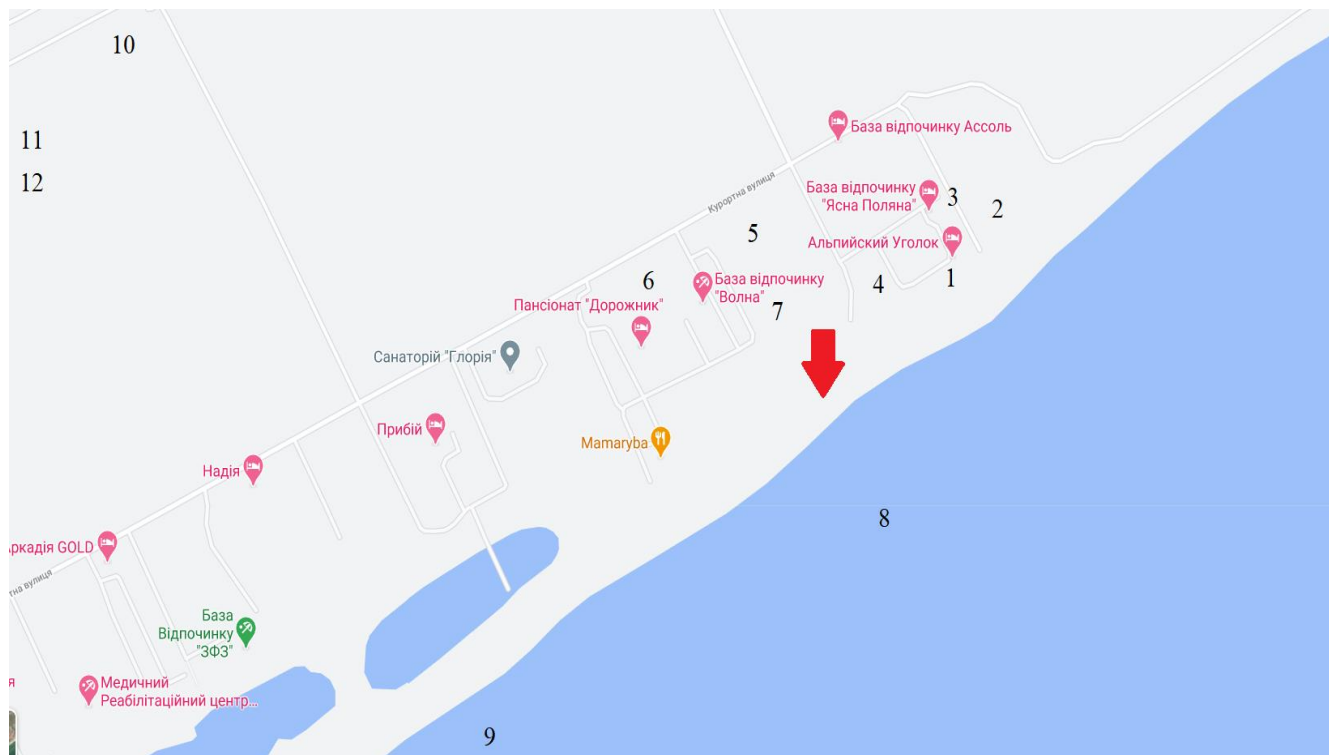 10
База відпочинку Ассоль
11
12
Курортна вулиця
База відпочинку
"Ясна Поляна"
3
2
5
Альпийский Уголок
6
База відпочинку
"Волна"
4
1
7
Пансіонат "Дорожник"
Санаторій "Глорія"
Прибій
Mamaryba
Надія
8
Аркадія GOLD
тна вулиця
База
Відпочинку
"ЗФЗ"
я
Медичний
Реабілітаційний центр...
9